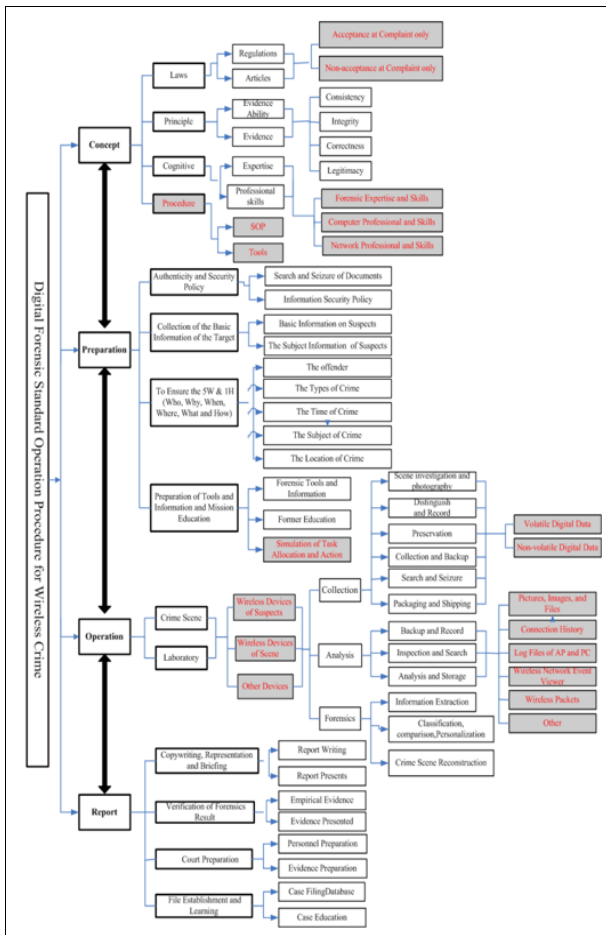 Digital Forensic Standard Operation Procedure for Wireless Crime
Concept
Laws
Regulations
Articles
Acceptance at Complaint only
Non-acceptance at Complaint only
Principle
Evidence
Ability
Evidence
Consistency
Integrity
Correctness
Legitimacy
Cognitive
Expertise
Professional
skills
Forensic Expertise and Skills
Computer Professional and Skills
Network Professional and Skills
Procedure
SOP
Tools
Preparation
Authenticity and Security
Policy
Search and Seizure of Documents
Information Security Policy
Collection of the Basic
Information of the Target
Basic Information on Suspects
The Subject Information of Suspects
To Ensure the 5W & 1H
(Who, Why, When,
Where, What and How)
The offender
The Types of Crime
The Time of Crime
The Subject of Crime
The Location of Crime
Preparation of Tools and
Information and Mission
Education
Forensic Tools and
Information
Former Education
Simulation of Task
Allocation and Action
Operation
Crime Scene
Laboratory
Wireless Devices
of Suspects
Wireless Devices
of Scene
Other Devices
Collection
Scene investigation and
photography
Distinguish
and Record
Preservation
Collection and Backup
Search and Seizure
Packaging and Shipping
Volatile Digital Data
Non-volatile Digital Data
Analysis
Backup and Record
Inspection and Search
Analysis and Storage
Pictures, Images, and
Files
Connection History
Log Files of AP and PC
Wireless Network Event
Viewer
Wireless Packets
Other
Forensics
Information Extraction
Classification,
comparison,Personalization
Crime Scene Reconstruction
Report
Copywriting, Representation
and Briefing
Report Writing
Report Presents
Verification of Forensics
Result
Empirical Evidence
Evidence Presented
Court Preparation
Personnel Preparation
Evidence Preparation
File Establishment and
Learning
Case FilingDatabase
Case Education